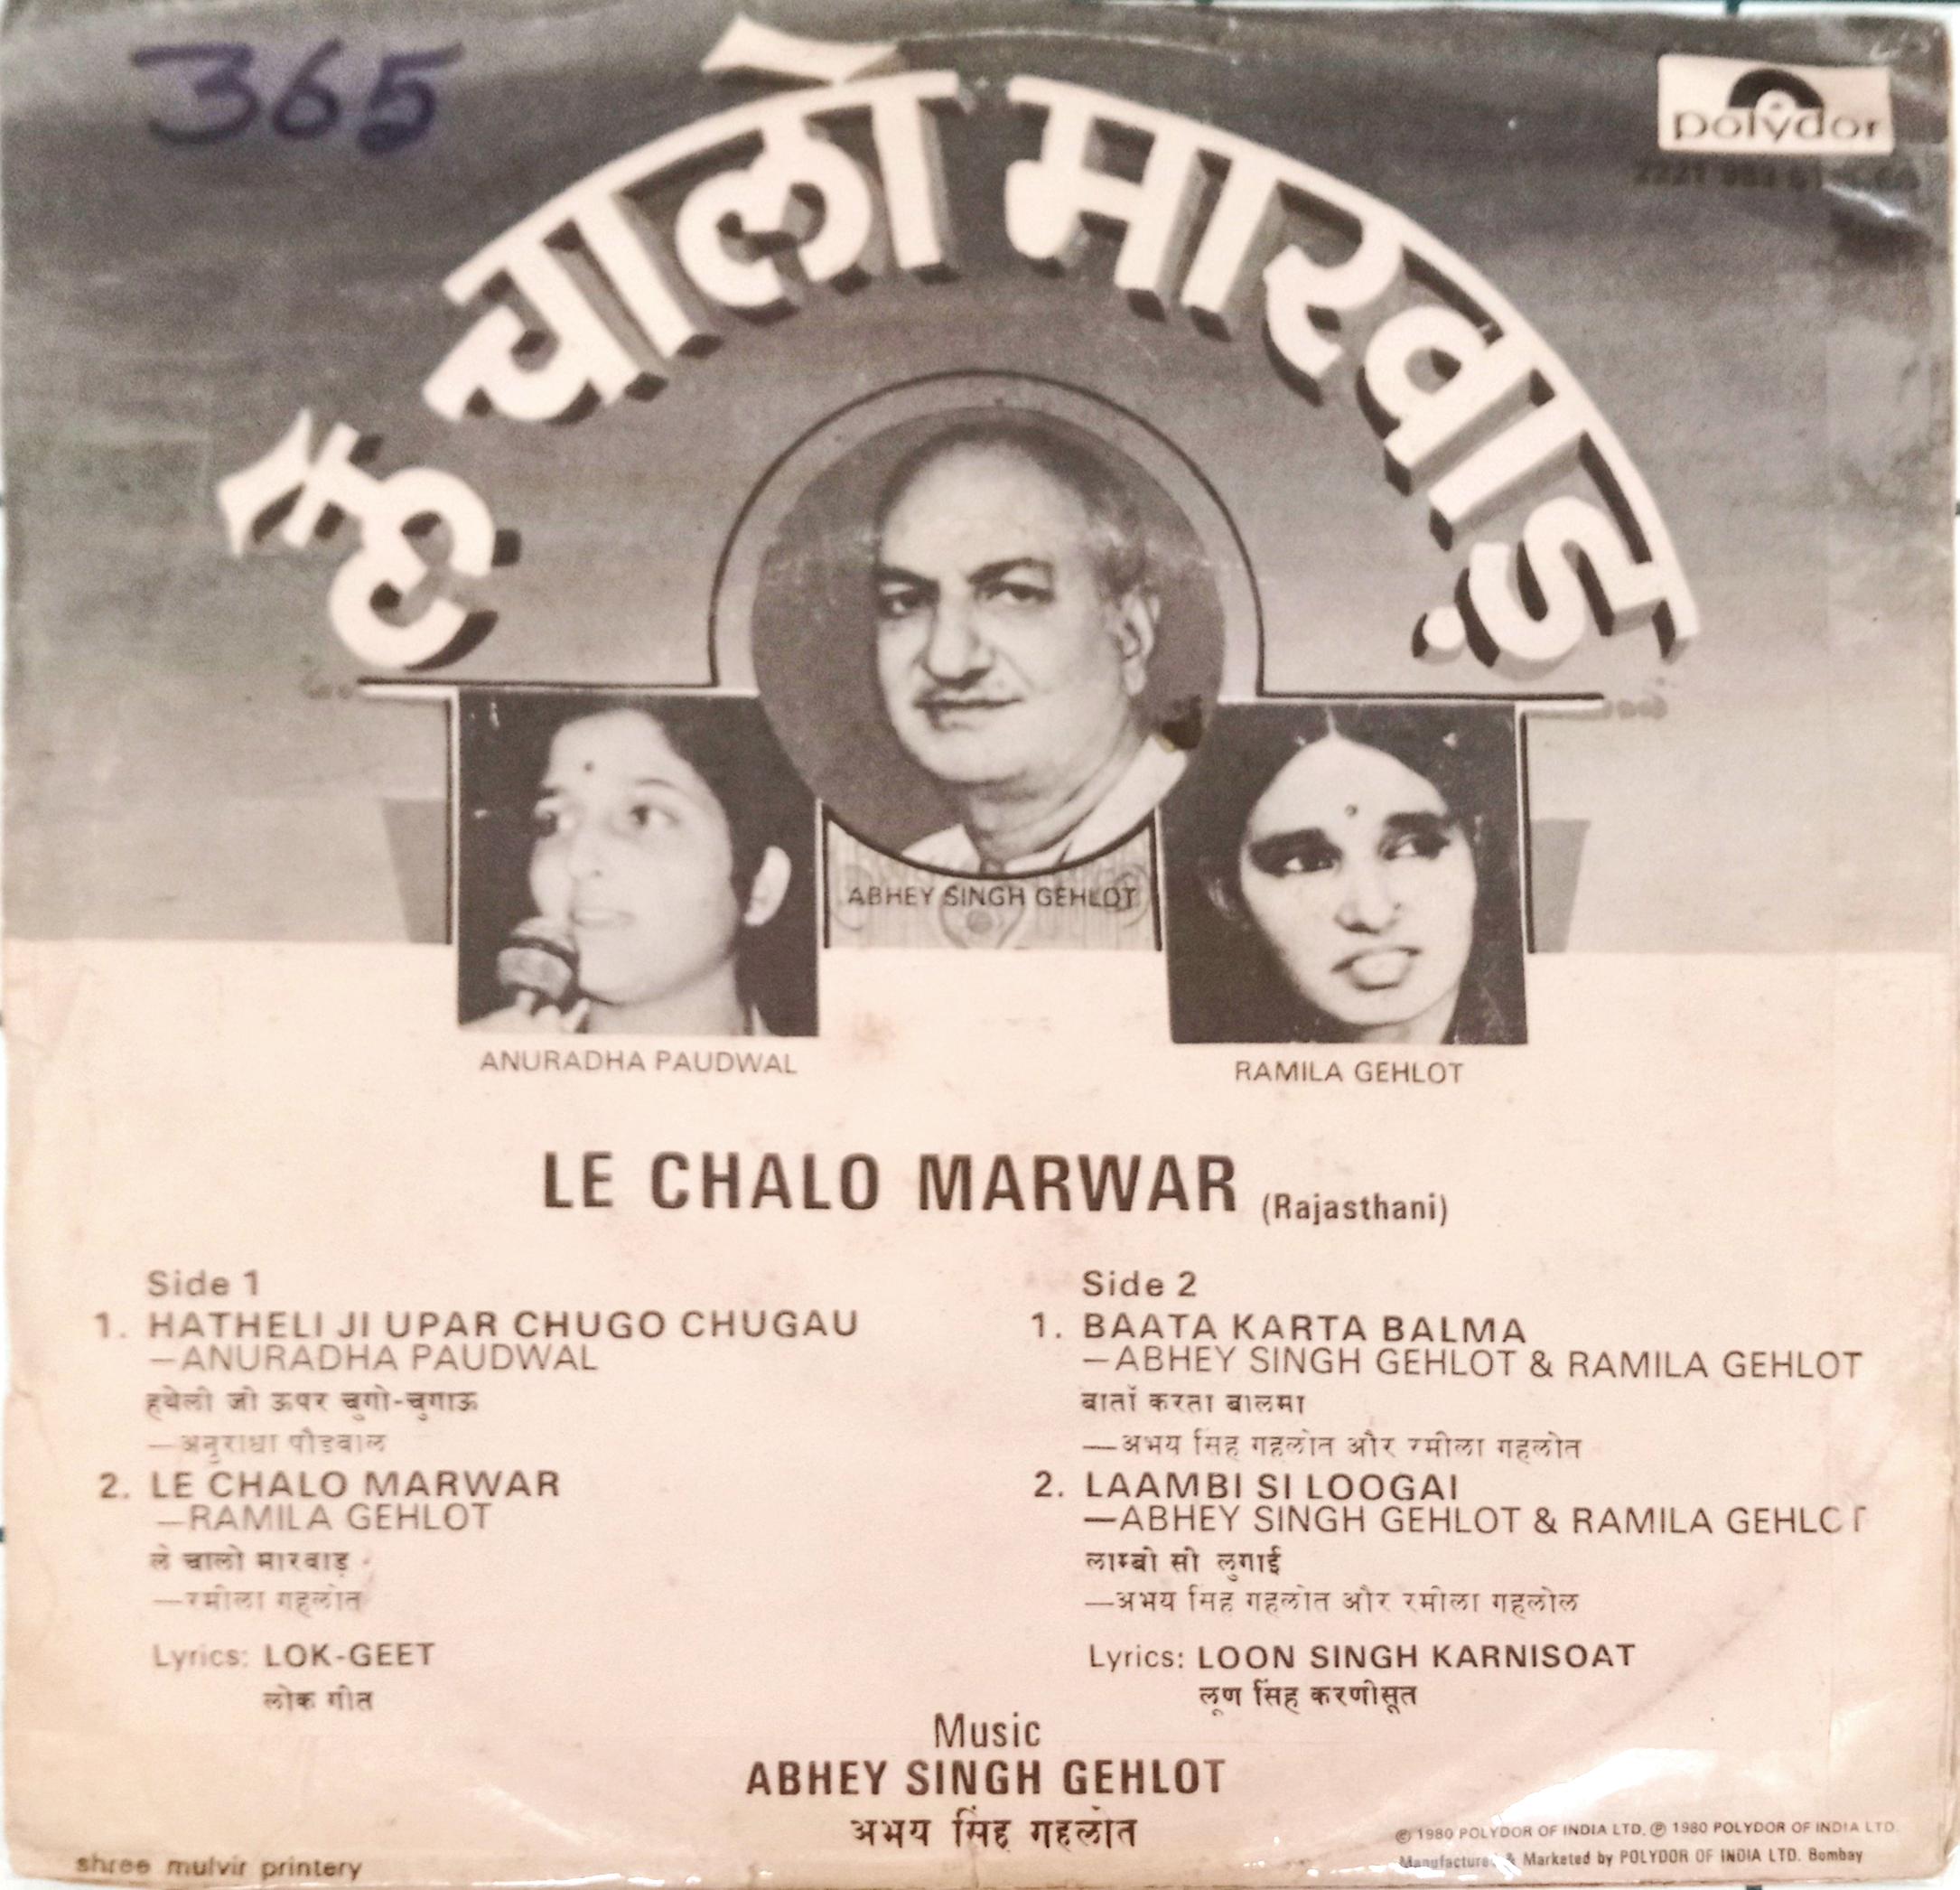 365
ले चालो मारवाड़
polydor
ABHEY SINGH GEHLOT
ANURADHA PAUDWAL
RAMILA GEHLOT
LE CHALO MARWAR (Rajasthani)
Side 1
1. HATHELI JI UPAR CHUGO CHUGAU
—ANURADHA PAUDWAL
हथेली जी ऊपर चुगो-चुगाऊ
—अनुराधा पौडवाल
2. LE CHALO MARWAR
—RAMILA GEHLOT
ले चालो मारवाड़
—रमीला गहलोत
Lyrics: LOK-GEET
लोक गीत
Side 2
1. BAATA KARTA BALMA
—ABHEY SINGH GEHLOT & RAMILA GEHLOT
बाताँ करता बालमा
—अभय सिंह गहलोत और रमीला गहलोत
2. LAAMBI SI LOOGAI
—ABHEY SINGH GEHLOT & RAMILA GEHLOT
लाम्बी सी लुगाई
—अभय सिंह गहलोत और रमीला गहलोल
Lyrics: LOON SINGH KARNISOAT
लूण सिंह करणीसूत
Music
ABHEY SINGH GEHLOT
अभय सिंह गहलोत
shree mulvir printery
© 1980 POLYDOR OF INDIA LTD. ℗ 1980 POLYDOR OF INDIA LTD.
Manufactured & Marketed by POLYDOR OF INDIA LTD. Bombay